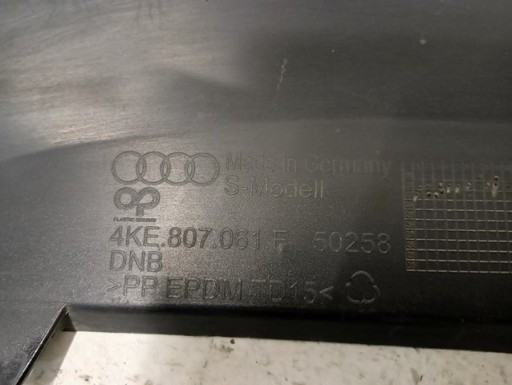 Made in Germany
S-Modell
4KE.807.061 F 50258
DNB
>PP.EPDM.TD15<